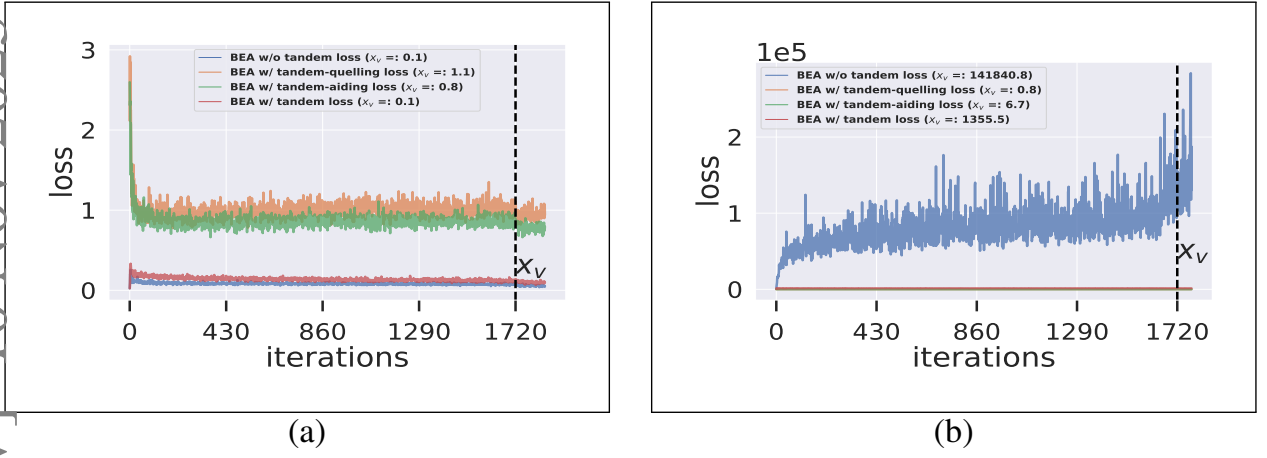 3
2
1
0
loss
BEA w/o tandem loss (xᵥ =: 0.1)
BEA w/ tandem-quelling loss (xᵥ =: 1.1)
BEA w/ tandem-aiding loss (xᵥ =: 0.8)
BEA w/ tandem loss (xᵥ =: 0.1)
xᵥ
0 430 860 1290 1720
iterations
(a)
1e5
2
1
0
loss
BEA w/o tandem loss (xᵥ =: 141840.8)
BEA w/ tandem-quelling loss (xᵥ =: 0.8)
BEA w/ tandem-aiding loss (xᵥ =: 6.7)
BEA w/ tandem loss (xᵥ =: 1355.5)
xᵥ
0 430 860 1290 1720
iterations
(b)